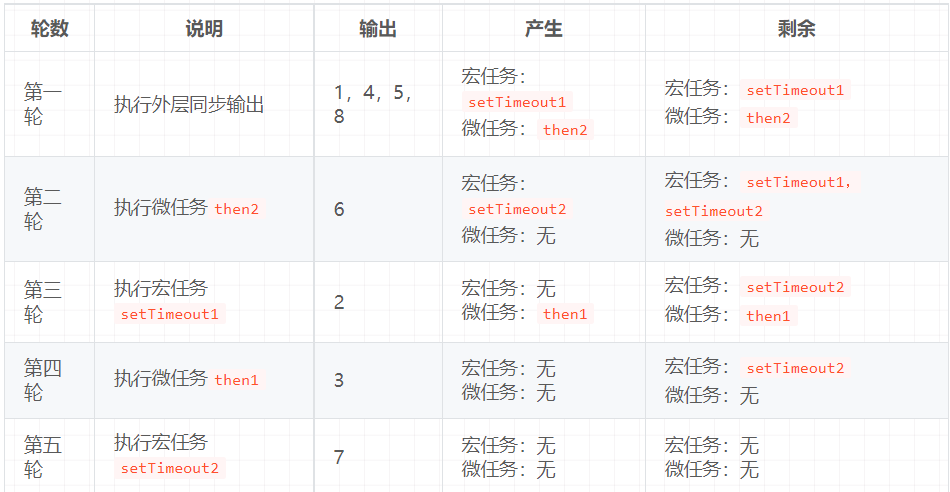 轮数 说明 输出 产生 剩余
第一轮
执行外层同步输出
1，4，5，
8
宏任务：
setTimeout1
微任务：then2
宏任务：setTimeout1
微任务：then2
第二轮
执行微任务 then2
6
宏任务：
setTimeout2
微任务：无
宏任务：setTimeout1，
setTimeout2
微任务：无
第三轮
执行宏任务
setTimeout1
2
宏任务：无
微任务：then1
宏任务：setTimeout2
微任务：then1
第四轮
执行微任务 then1
3
宏任务：无
微任务：无
宏任务：setTimeout2
微任务：无
第五轮
执行宏任务
setTimeout2
7
宏任务：无
微任务：无
宏任务：无
微任务：无